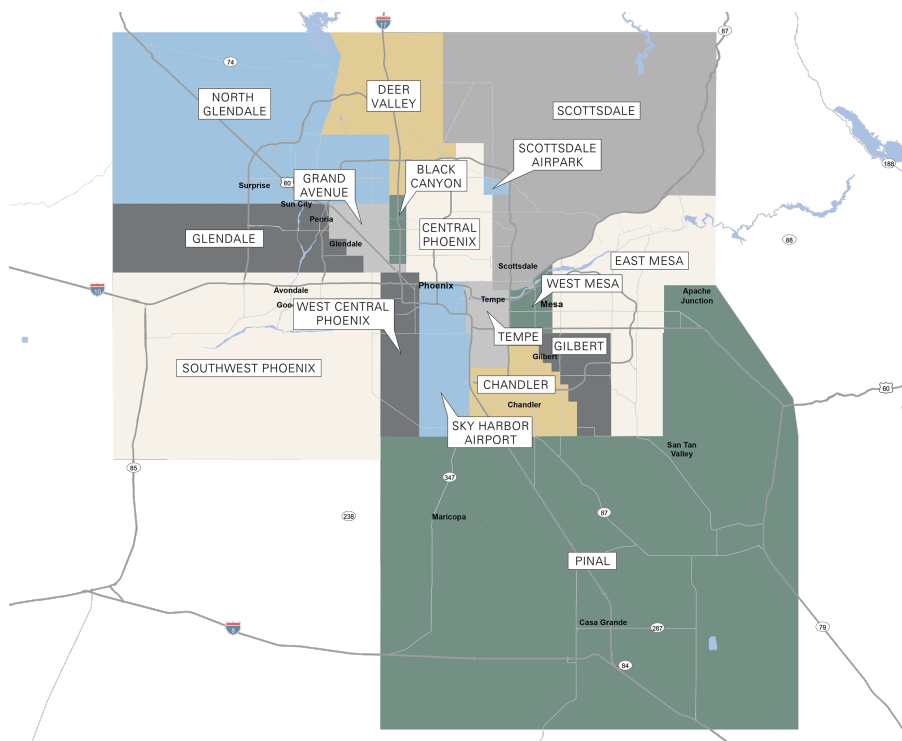 17
87
74
DEER
VALLEY
NORTH
GLENDALE
SCOTTSDALE
SCOTTSDALE
AIRPARK
188
BLACK
CANYON
GRAND
AVENUE
60
Surprise
Sun City
Peoria
CENTRAL
PHOENIX
GLENDALE
Glendale
88
EAST MESA
Scottsdale
WEST MESA
10
Avondale
Phoenix
Apache
Junction
Goo
Tempe
Mesa
WEST CENTRAL
PHOENIX
TEMPE
GILBERT
Gilbert
SOUTHWEST PHOENIX
CHANDLER
60
Chandler
SKY HARBOR
AIRPORT
San Tan
Valley
85
347
238
Maricopa
87
PINAL
Casa Grande
287
8
79
84